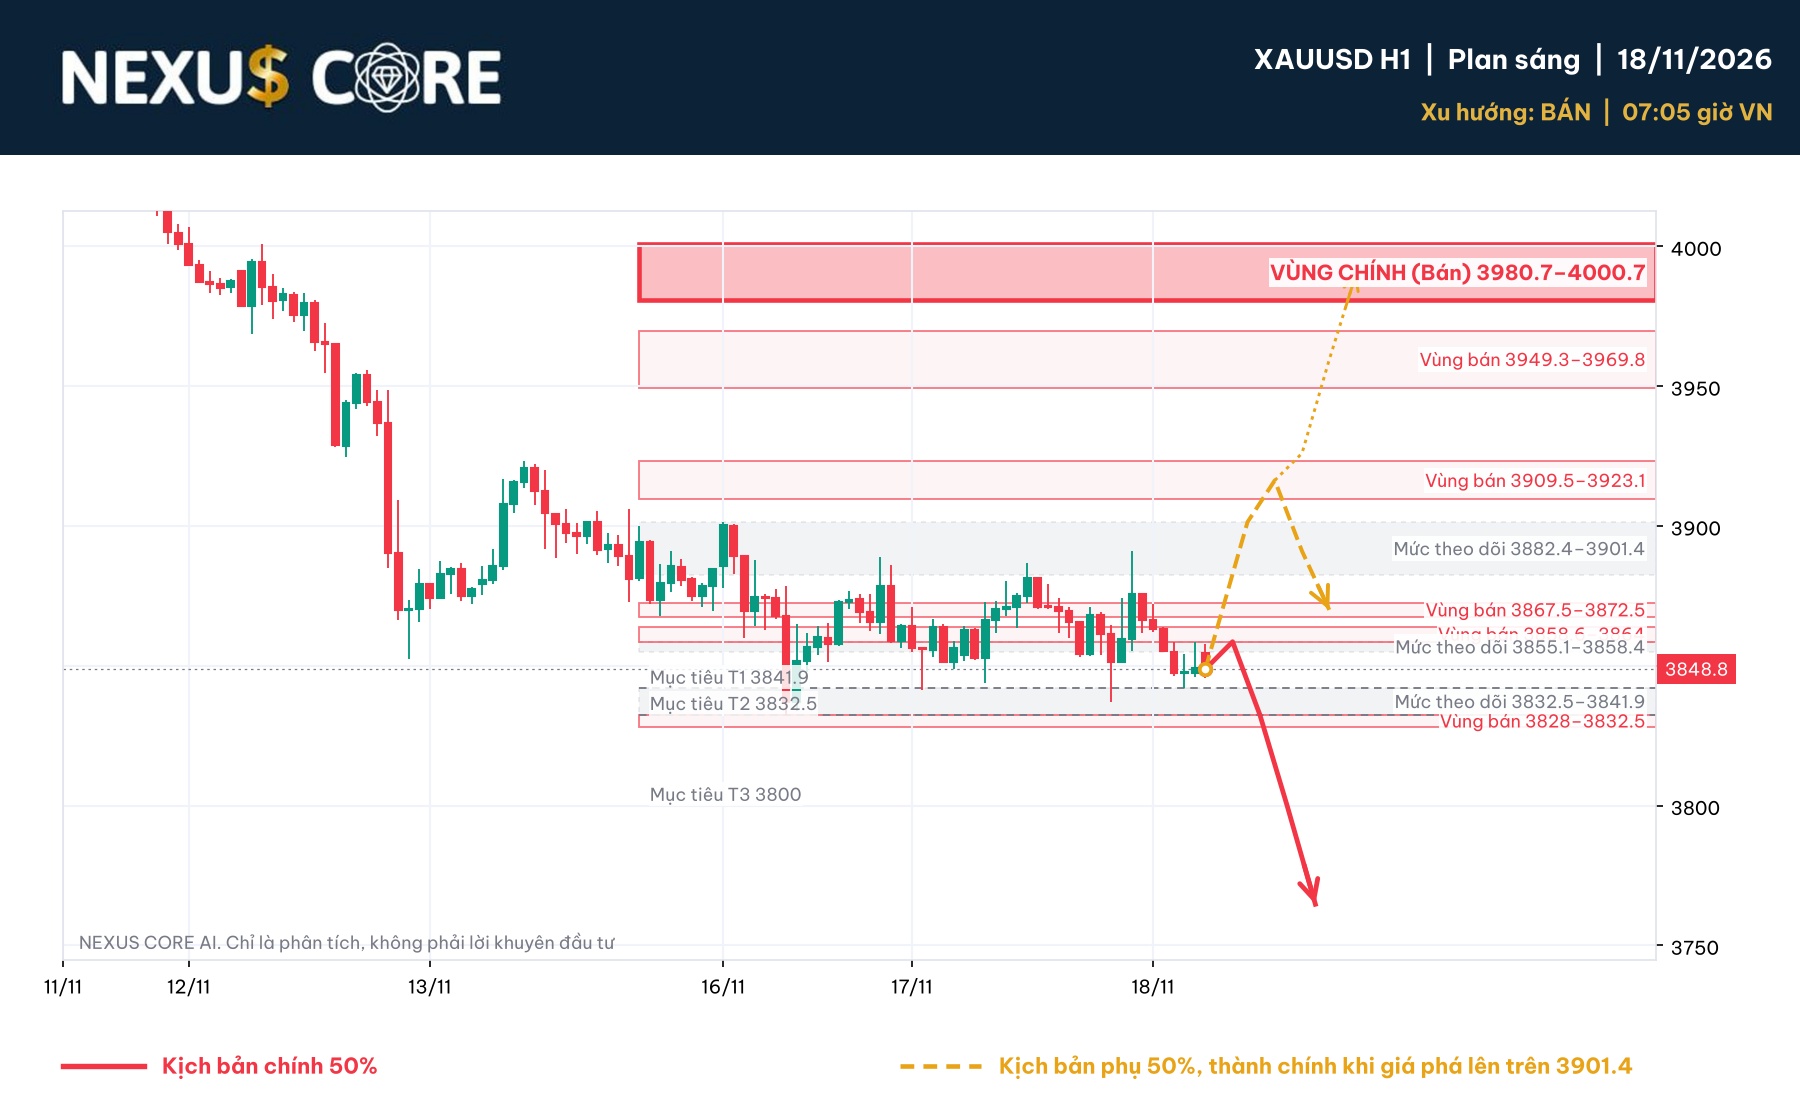 NEXU$ CORE
XAUUSD H1 | Plan sáng | 18/11/2026
Xu hướng: BÁN | 07:05 giờ VN
4000
VÙNG CHÍNH (Bán) 3980.7–4000.7
Vùng bán 3949.3–3969.8
3950
Vùng bán 3909.5–3923.1
3900
Mức theo dõi 3882.4–3901.4
Vùng bán 3867.5–3872.5
Vùng bán 3858.6–3864
Mức theo dõi 3855.1–3858.4
3848.8
Mục tiêu T1 3841.9
Mức theo dõi 3832.5–3841.9
Mục tiêu T2 3832.5
Vùng bán 3828–3832.5
Mục tiêu T3 3800
3800
NEXUS CORE AI. Chỉ là phân tích, không phải lời khuyên đầu tư
3750
11/11 12/11 13/11 16/11 17/11 18/11
Kịch bản chính 50%
Kịch bản phụ 50%, thành chính khi giá phá lên trên 3901.4